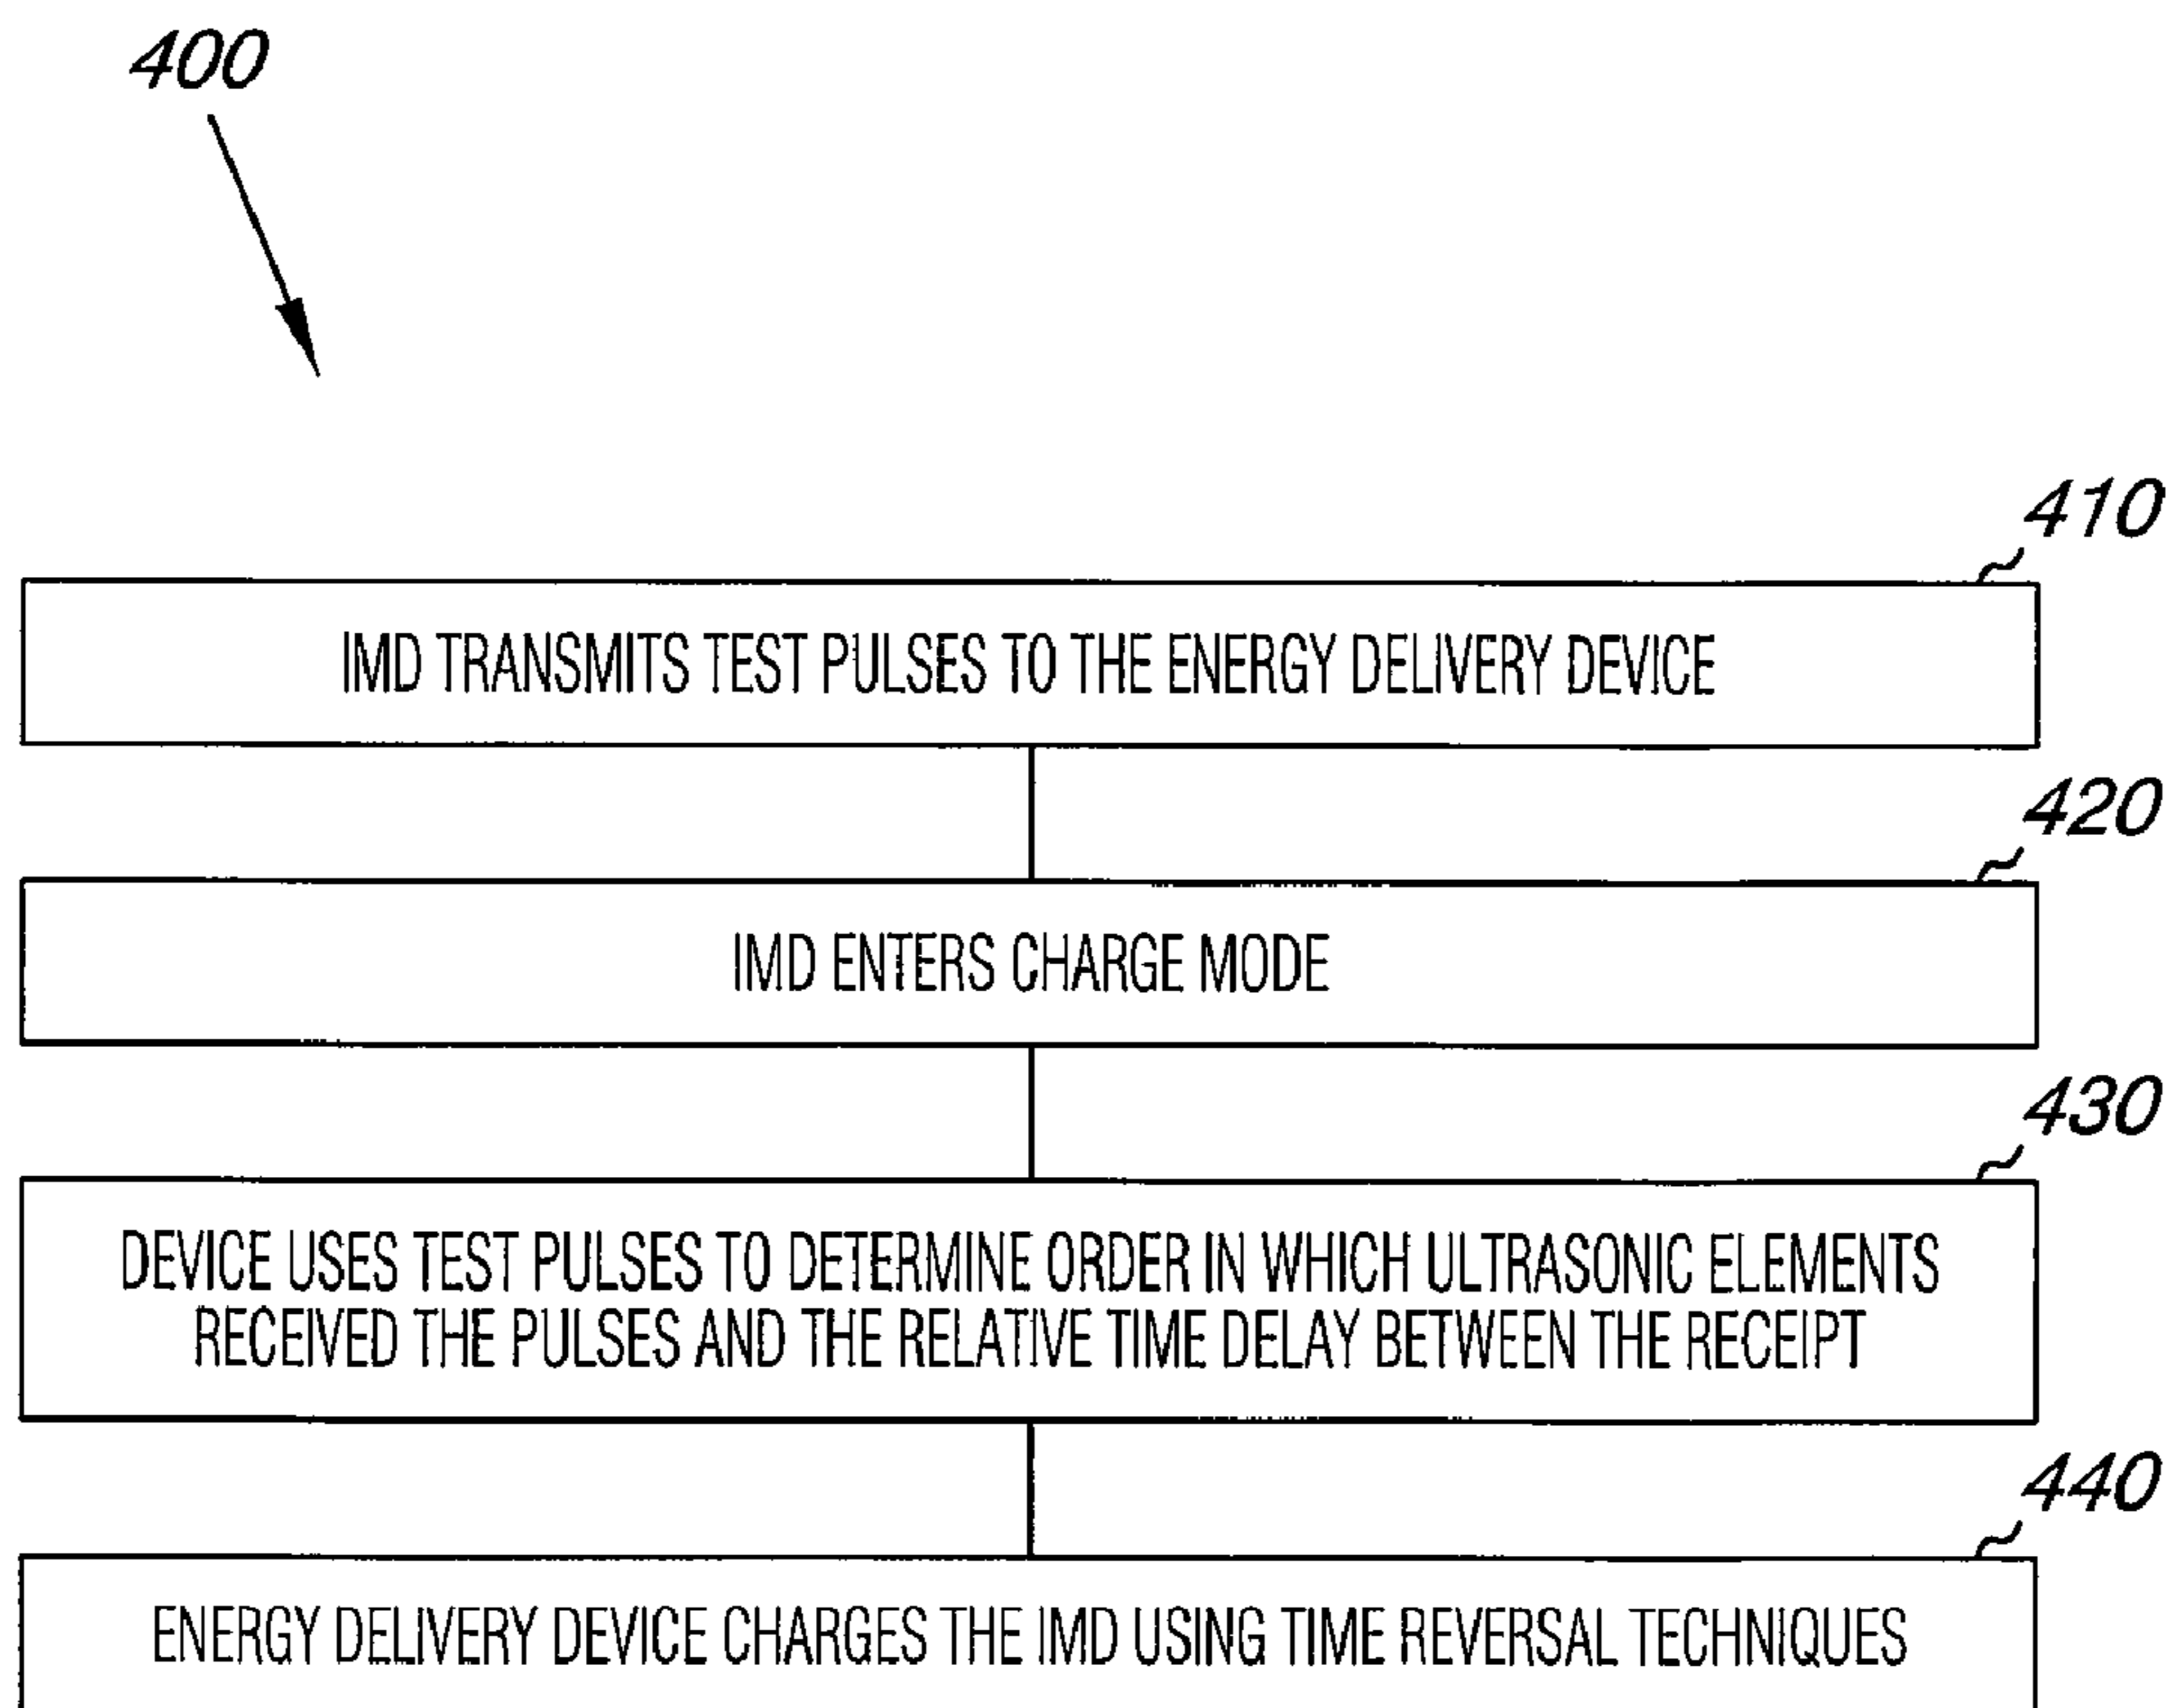 400
410
IMD TRANSMITS TEST PULSES TO THE ENERGY DELIVERY DEVICE
420
IMD ENTERS CHARGE MODE
430
DEVICE USES TEST PULSES TO DETERMINE ORDER IN WHICH ULTRASONIC ELEMENTS
RECEIVED THE PULSES AND THE RELATIVE TIME DELAY BETWEEN THE RECEIPT
440
ENERGY DELIVERY DEVICE CHARGES THE IMD USING TIME REVERSAL TECHNIQUES